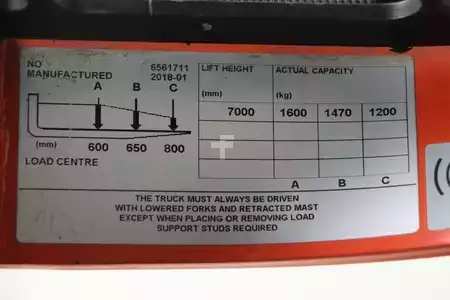 NO 6561711
MANUFACTURED 2018-01
A B C
(mm) 600 650 800
LOAD CENTRE
LIFT HEIGHT ACTUAL CAPACITY
(mm) (kg)
7000 1600 1470 1200
A B C
THE TRUCK MUST ALWAYS BE DRIVEN
WITH LOWERED FORKS AND RETRACTED MAST
EXCEPT WHEN PLACING OR REMOVING LOAD
SUPPORT STUDS REQUIRED